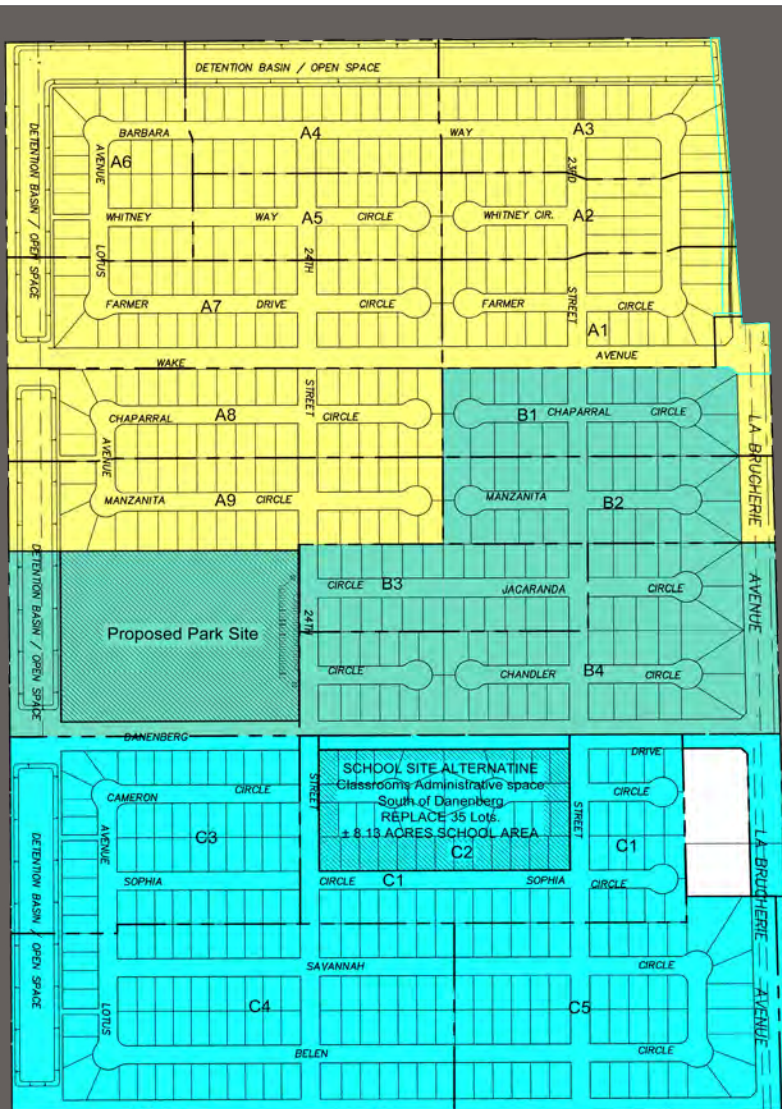 DETENTION BASIN / OPEN SPACE
DETENTION BASIN / OPEN SPACE
BARBARA
A4
WAY
A3
AVENUE
A6
23RD
WHITNEY
WAY
A5
CIRCLE
WHITNEY CIR.
A2
LOTUS
24TH
FARMER
A7
DRIVE
CIRCLE
FARMER
STREET
CIRCLE
A1
WAKE
AVENUE
STREET
CHAPARRAL
A8
CIRCLE
B1
CHAPARRAL
CIRCLE
LA BRUCHERIE
AVENUE
MANZANITA
A9
CIRCLE
MANZANITA
B2
DETENTION BASIN / OPEN SPACE
CIRCLE
B3
JACARANDA
CIRCLE
AVENUE
Proposed Park Site
24TH
CIRCLE
CHANDLER
B4
CIRCLE
DANENBERG
DRIVE
STREET
SCHOOL SITE ALTERNATINE
Classrooms Administrative space
South of Danenberg
REPLACE 35 Lots.
± 8.13 ACRES SCHOOL AREA
C2
STREET
CAMERON
CIRCLE
CIRCLE
AVENUE
C3
C1
LA BRUCHERIE
DETENTION BASIN / OPEN SPACE
SOPHIA
CIRCLE
C1
SOPHIA
CIRCLE
SAVANNAH
CIRCLE
AVENUE
LOTUS
C4
C5
BELEN
CIRCLE